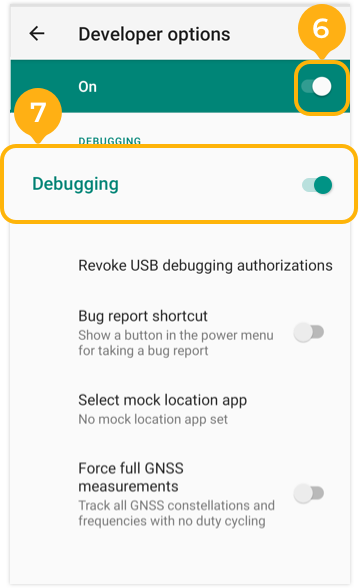 6
Developer options
On
7
DEBUGGING
Debugging
Revoke USB debugging authorizations
Bug report shortcut
Show a button in the power menu
for taking a bug report
Select mock location app
No mock location app set
Force full GNSS
measurements
Track all GNSS constellations and
frequencies with no duty cycling